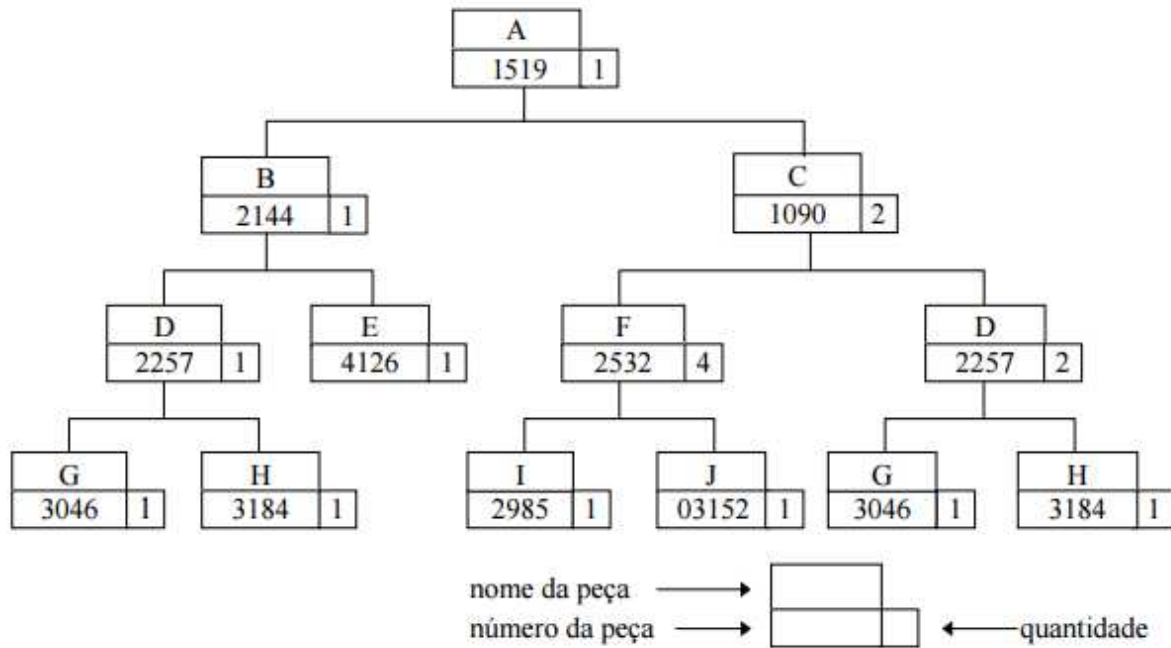 A
1519 1
B
2144 1
C
1090 2
D
2257 1
E
4126 1
F
2532 4
D
2257 2
G
3046 1
H
3184 1
I
2985 1
J
03152 1
G
3046 1
H
3184 1
nome da peça
número da peça
quantidade